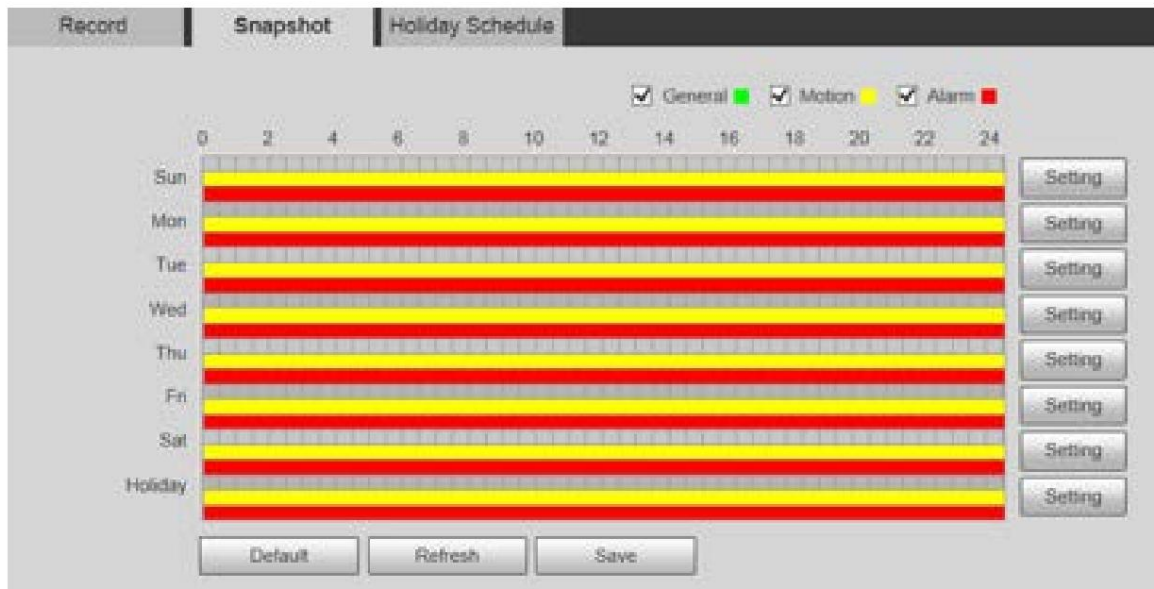 Record Snapshot Holiday Schedule
General Motion Alarm
0 2 4 6 8 10 12 14 16 18 20 22 24
Sun Setting
Mon Setting
Tue Setting
Wed Setting
Thu Setting
Fri Setting
Sat Setting
Holiday Setting
Default Refresh Save